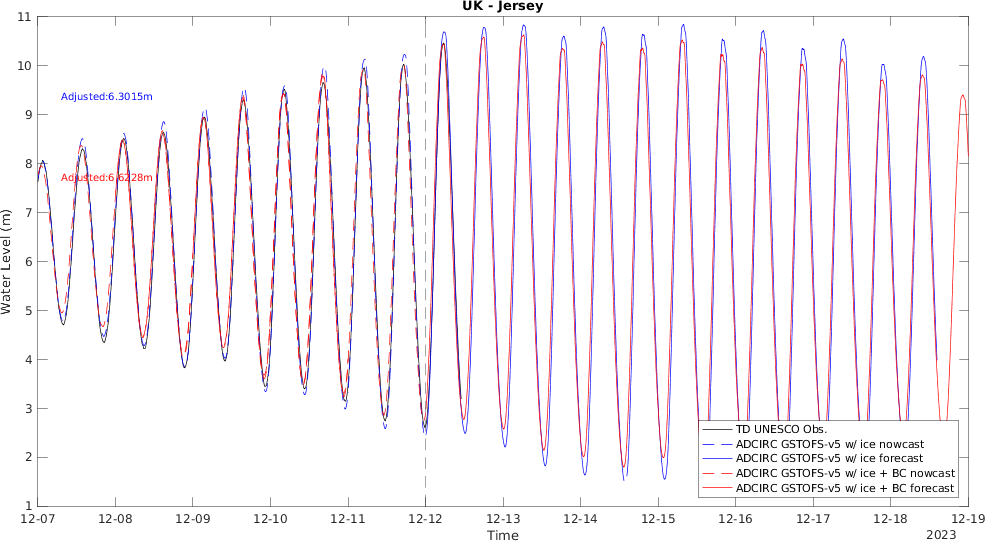 UK - Jersey
11
10
9
8
7
6
5
4
3
2
1
Water Level (m)
Adjusted:6.3015m
Adjusted:6.6228m
TD UNESCO Obs.
ADCIRC GSTOFS-v5 w/ ice nowcast
ADCIRC GSTOFS-v5 w/ ice forecast
ADCIRC GSTOFS-v5 w/ ice + BC nowcast
ADCIRC GSTOFS-v5 w/ ice + BC forecast
12-07 12-08 12-09 12-10 12-11 12-12 12-13 12-14 12-15 12-16 12-17 12-18 12-19
Time
2023